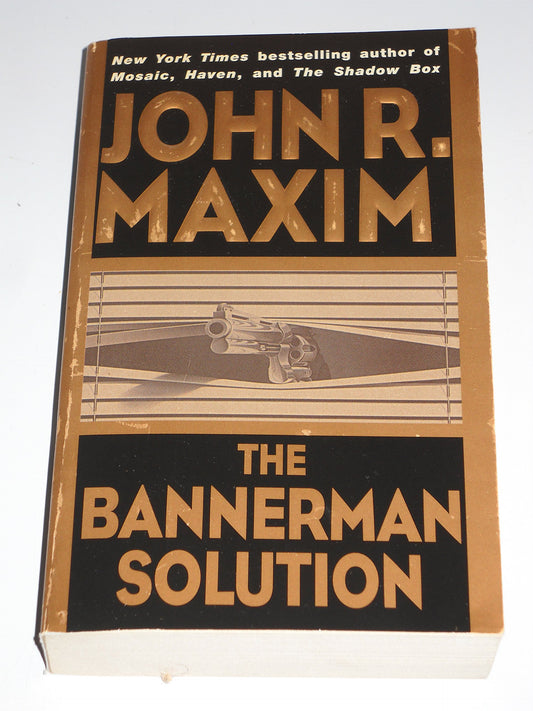 New York Times bestselling author of
Mosaic, Haven, and The Shadow Box
JOHN R.
MAXIM
THE
BANNERMAN
SOLUTION